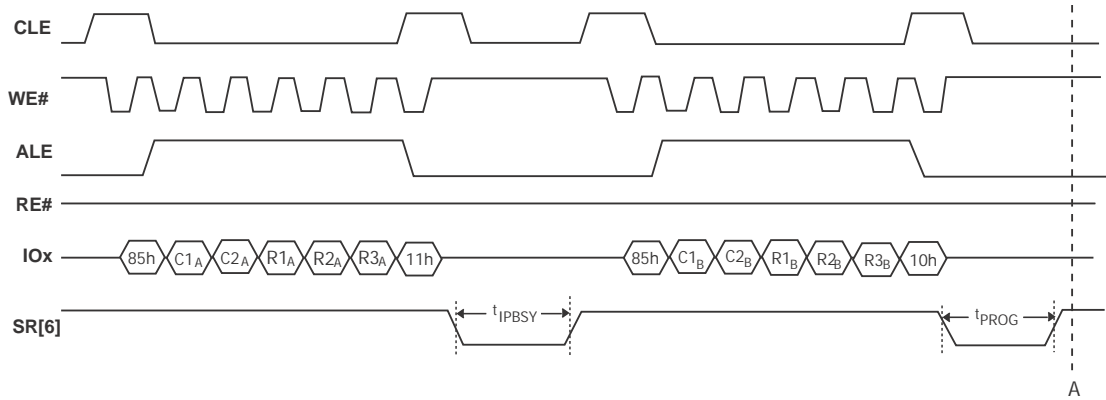 CLE
WE#
ALE
RE#
IOx 85h C1A C2A R1A R2A R3A 11h 85h C1B C2B R1B R2B R3B 10h
SR[6] tIPBSY tPROG
A